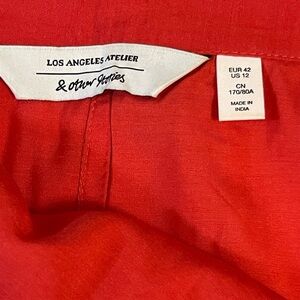 LOS ANGELES ATELIER
& other Stories
EUR 42
US 12
CN
170/80A
MADE IN
INDIA